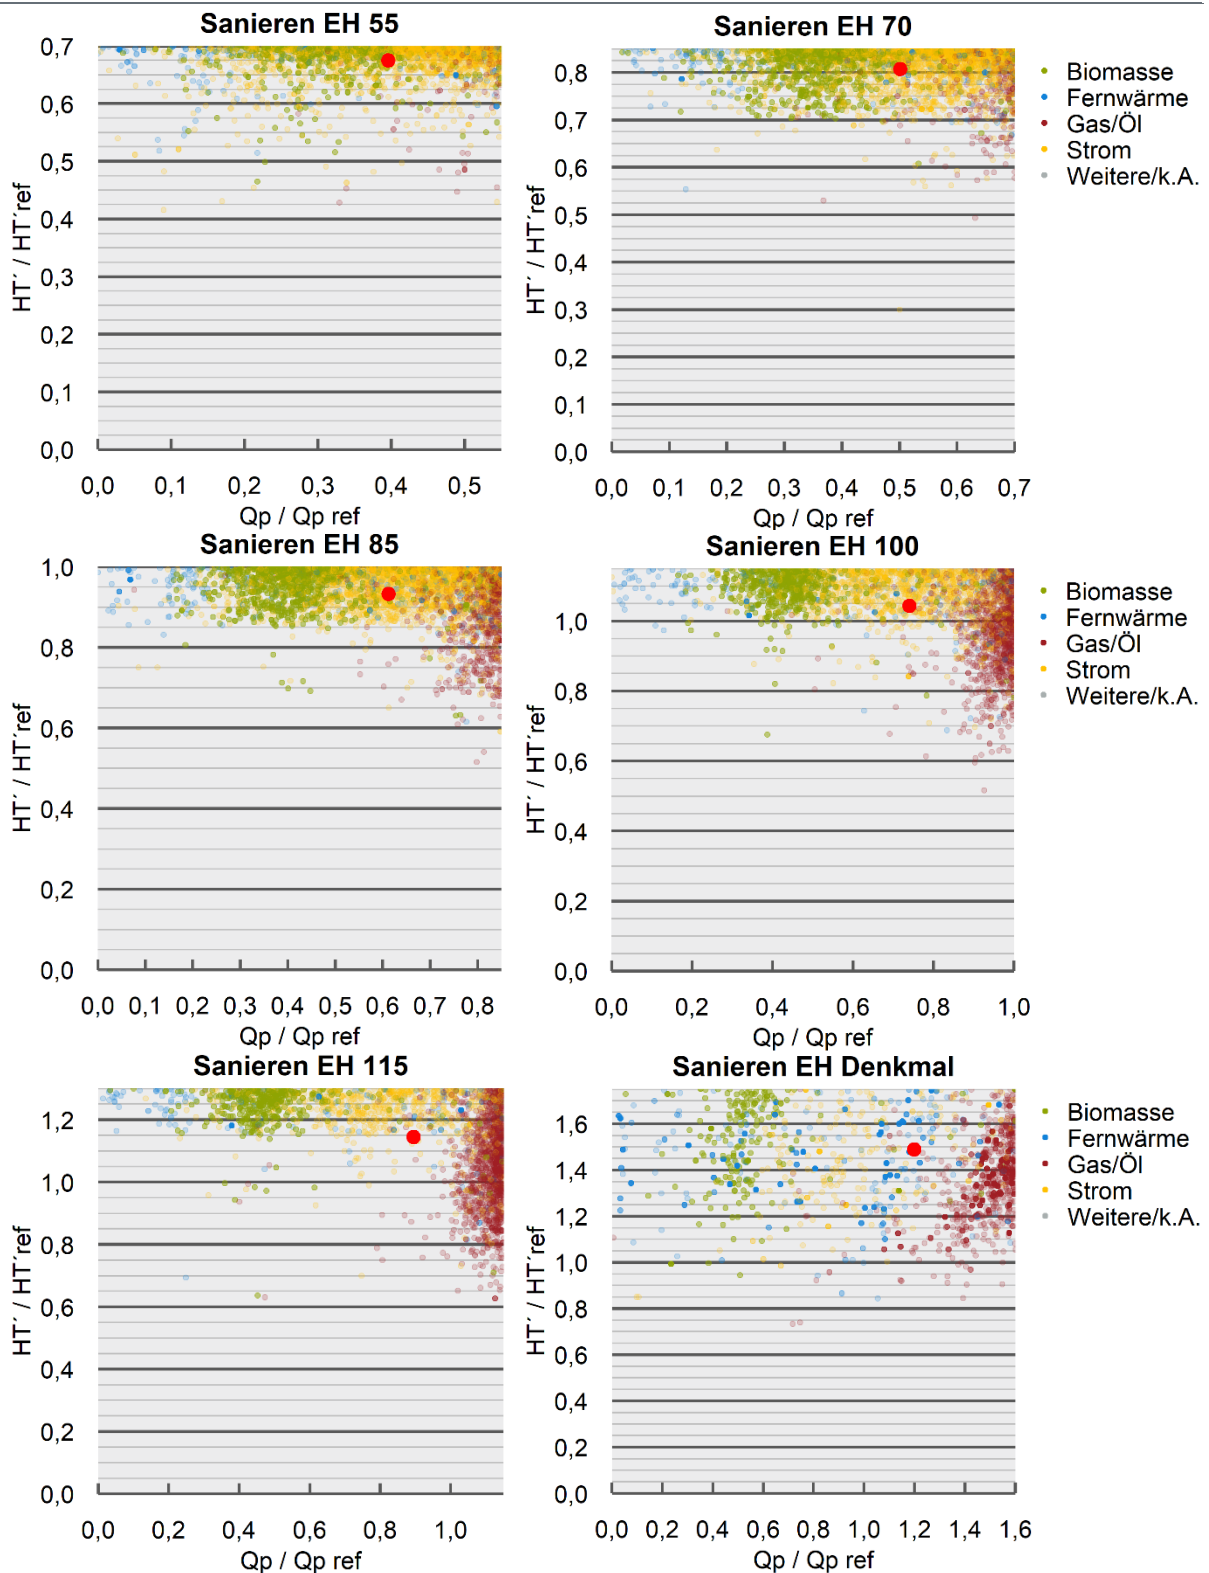 Sanieren EH 55
0,7
0,6
0,5
0,4
0,3
0,2
0,1
0,0
HT´ / HT´ref
0,0 0,1 0,2 0,3 0,4 0,5
Qp / Qp ref
Sanieren EH 70
0,8
0,7
0,6
0,5
0,4
0,3
0,2
0,1
0,0
HT´ / HT´ref
0,0 0,1 0,2 0,3 0,4 0,5 0,6 0,7
Qp / Qp ref
Biomasse
Fernwärme
Gas/Öl
Strom
Weitere/k.A.
Sanieren EH 85
1,0
0,8
0,6
0,4
0,2
0,0
HT´ / HT´ref
0,0 0,1 0,2 0,3 0,4 0,5 0,6 0,7 0,8
Qp / Qp ref
Sanieren EH 100
1,0
0,8
0,6
0,4
0,2
0,0
HT´ / HT´ref
0,0 0,2 0,4 0,6 0,8 1,0
Qp / Qp ref
Biomasse
Fernwärme
Gas/Öl
Strom
Weitere/k.A.
Sanieren EH 115
1,2
1,0
0,8
0,6
0,4
0,2
0,0
HT´ / HT´ref
0,0 0,2 0,4 0,6 0,8 1,0
Qp / Qp ref
Sanieren EH Denkmal
1,6
1,4
1,2
1,0
0,8
0,6
0,4
0,2
0,0
HT´ / HT´ref
0,0 0,2 0,4 0,6 0,8 1,0 1,2 1,4 1,6
Qp / Qp ref
Biomasse
Fernwärme
Gas/Öl
Strom
Weitere/k.A.